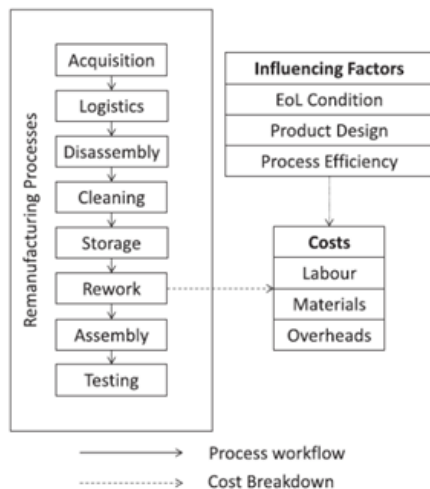 Remanufacturing Processes
Acquisition
Logistics
Disassembly
Cleaning
Storage
Rework
Assembly
Testing
Influencing Factors
EoL Condition
Product Design
Process Efficiency
Costs
Labour
Materials
Overheads
Process workflow
Cost Breakdown